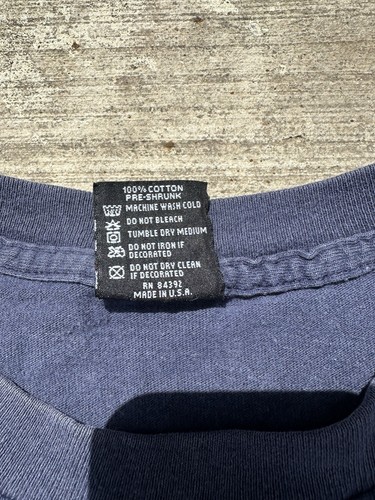 100% COTTON
PRE-SHRUNK
MACHINE WASH COLD
DO NOT BLEACH
TUMBLE DRY MEDIUM
DO NOT IRON IF
DECORATED
DO NOT DRY CLEAN
IF DECORATED
RN 84392
MADE IN U.S.A.